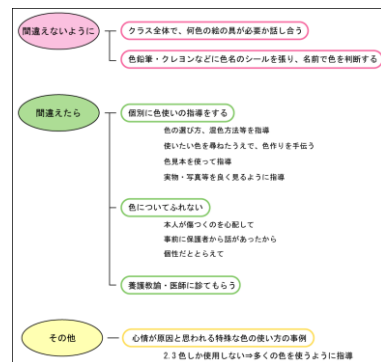 間違えないように
クラス全体で、何色の絵の具が必要か話し合う
色鉛筆・クレヨンなどに色名のシールを張り、名前で色を判断する
間違えたら
個別に色使いの指導をする
色の選び方、混色方法等を指導
使いたい色を尋ねたうえで、色作りを手伝う
色見本を使って指導
実物・写真等を良く見るように指導
色についてふれない
本人が傷つくのを心配して
事前に保護者から話があったから
個性だととらえて
養護教諭・医師に診てもらう
その他
心情が原因と思われる特殊な色の使い方の事例
2.3色しか使用しない⇒多くの色を使うように指導